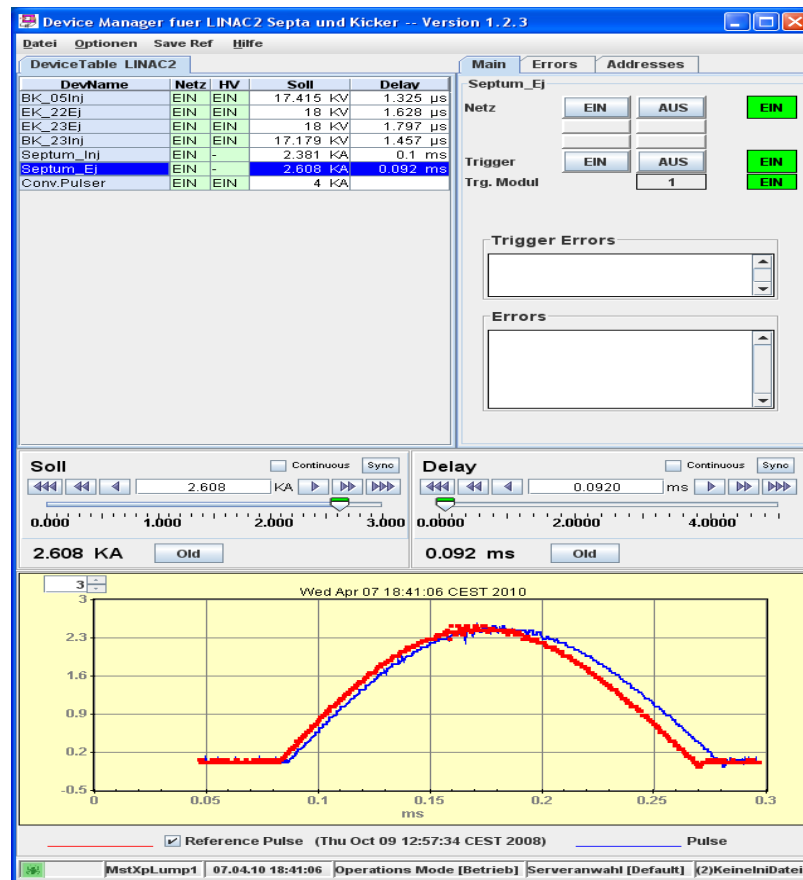 Device Manager fuer LINAC2 Septa und Kicker -- Version 1.2.3
Datei Optionen Save Ref Hilfe
DeviceTable LINAC2
DevName Netz HV Soll Delay
BK_05Inj EIN EIN 17.415 KV 1.325 µs
EK_22Ej EIN EIN 18 KV 1.628 µs
EK_23Ej EIN EIN 18 KV 1.797 µs
BK_23Inj EIN EIN 17.179 KV 1.457 µs
Septum_Inj EIN - 2.381 KA 0.1 ms
Septum_Ej EIN - 2.608 KA 0.092 ms
Conv.Pulser EIN EIN 4 KA
Main Errors Addresses
Septum_Ej
Netz EIN AUS EIN
Trigger EIN AUS EIN
Trg. Modul 1 EIN
Trigger Errors
Errors
Soll Continuous Sync
2.608 KA
0.000 1.000 2.000 3.000
2.608 KA Old
Delay Continuous Sync
0.0920 ms
0.0000 2.0000 4.0000
0.092 ms Old
3
Wed Apr 07 18:41:06 CEST 2010
3
2.3
1.6
0.9
0.2
-0.5
0 0.05 0.1 0.15 0.2 0.25 0.3
ms
Reference Pulse (Thu Oct 09 12:57:34 CEST 2008) Pulse
MstXpLump1 07.04.10 18:41:06 Operations Mode [Betrieb] Serveranwahl [Default] (2)KeineIniDatei